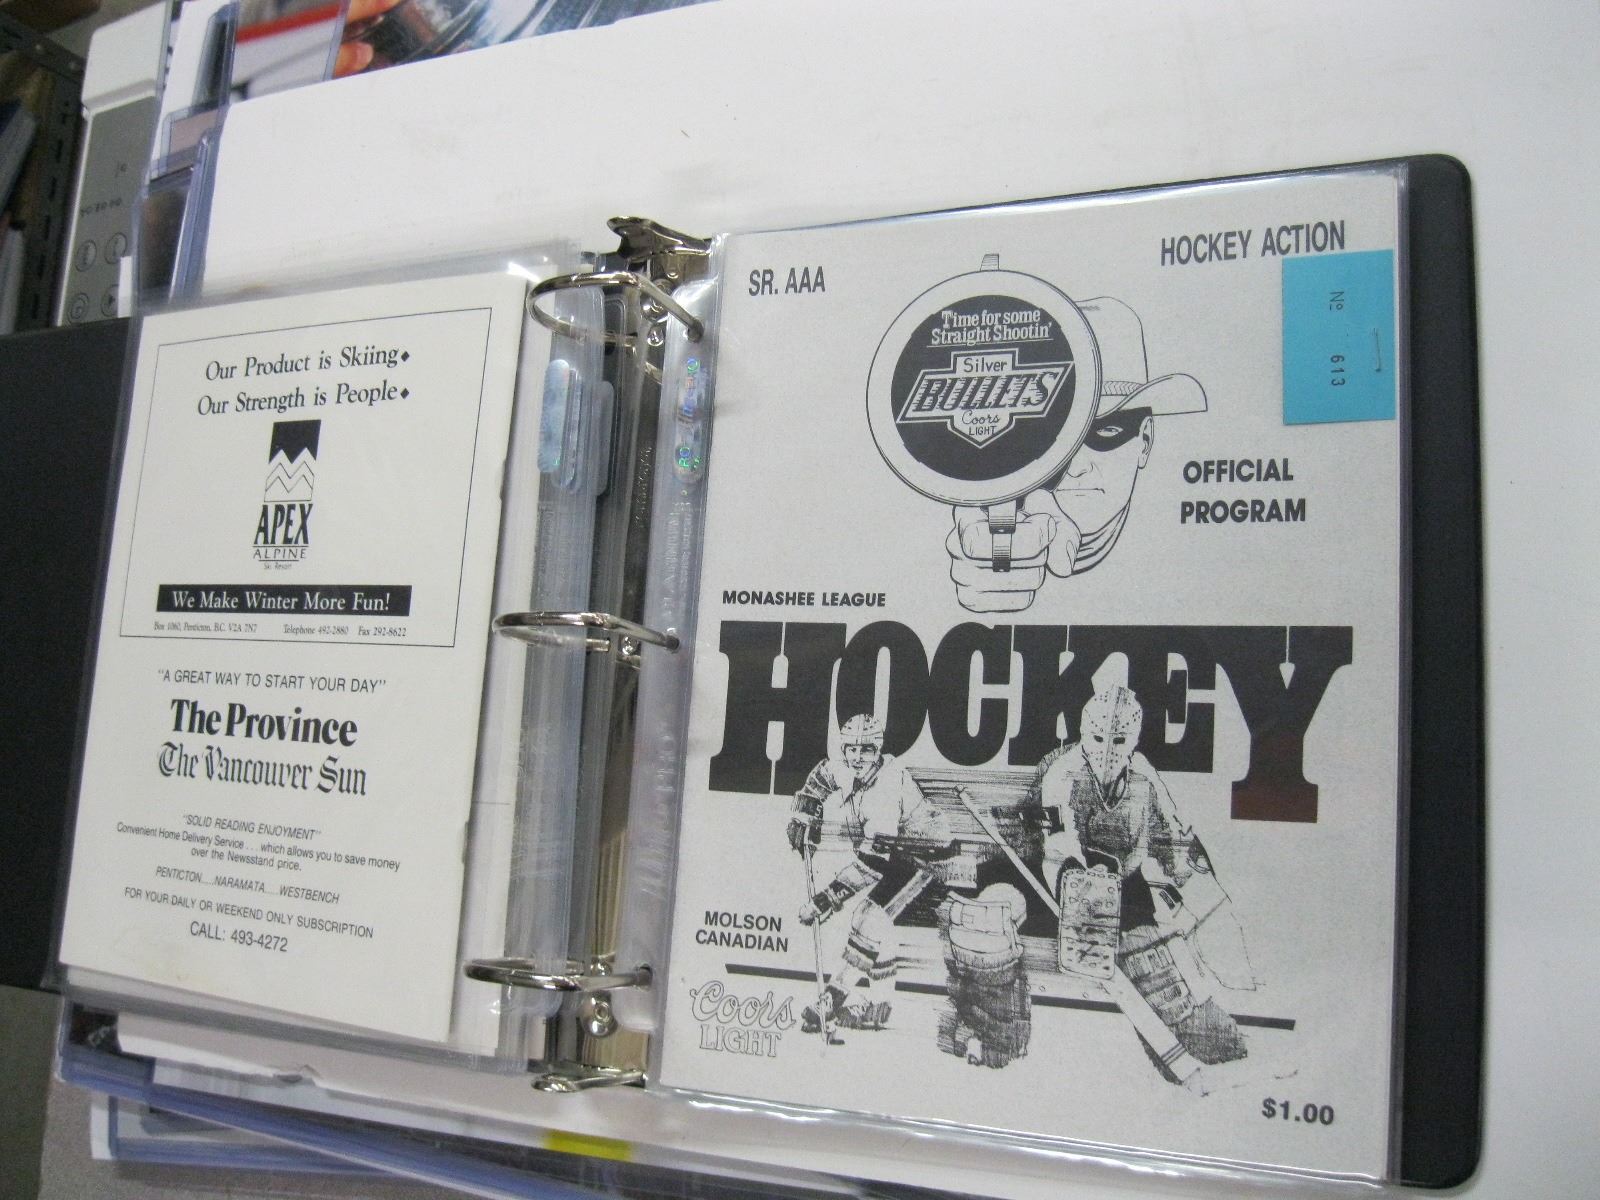 Our Product is Skiing♦
Our Strength is People♦
APEX
ALPINE
Ski Resort
We Make Winter More Fun!
Box 1060, Penticton, B.C. V2A 7N7 Telephone 492-2880 Fax 292-8622
"A GREAT WAY TO START YOUR DAY"
The Province
The Vancouver Sun
"SOLID READING ENJOYMENT"
Convenient Home Delivery Service . . . which allows you to save money
over the Newsstand price.
PENTICTON.....NARAMATA.....WESTBENCH
FOR YOUR DAILY OR WEEKEND ONLY SUBSCRIPTION
CALL: 493-4272
SR. AAA
HOCKEY ACTION
Nº 613
Time for some
Straight Shootin'
Silver
BULLETS
Coors
LIGHT
OFFICIAL
PROGRAM
MONASHEE LEAGUE
HOCKEY
MOLSON
CANADIAN
Coors
LIGHT
$1.00